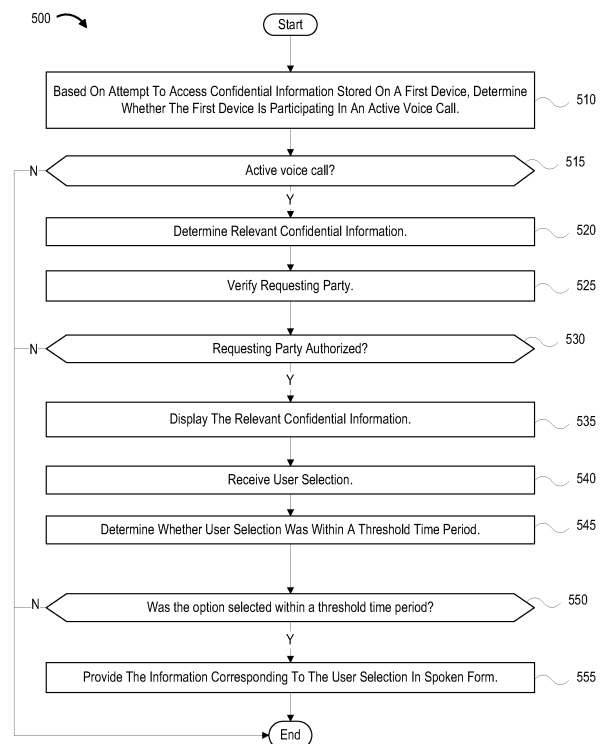 500
Start
Based On Attempt To Access Confidential Information Stored On A First Device, Determine
Whether The First Device Is Participating In An Active Voice Call.
510
N
Active voice call?
515
Y
Determine Relevant Confidential Information.
520
Verify Requesting Party.
525
N
Requesting Party Authorized?
530
Y
Display The Relevant Confidential Information.
535
Receive User Selection.
540
Determine Whether User Selection Was Within A Threshold Time Period.
545
N
Was the option selected within a threshold time period?
550
Y
Provide The Information Corresponding To The User Selection In Spoken Form.
555
End